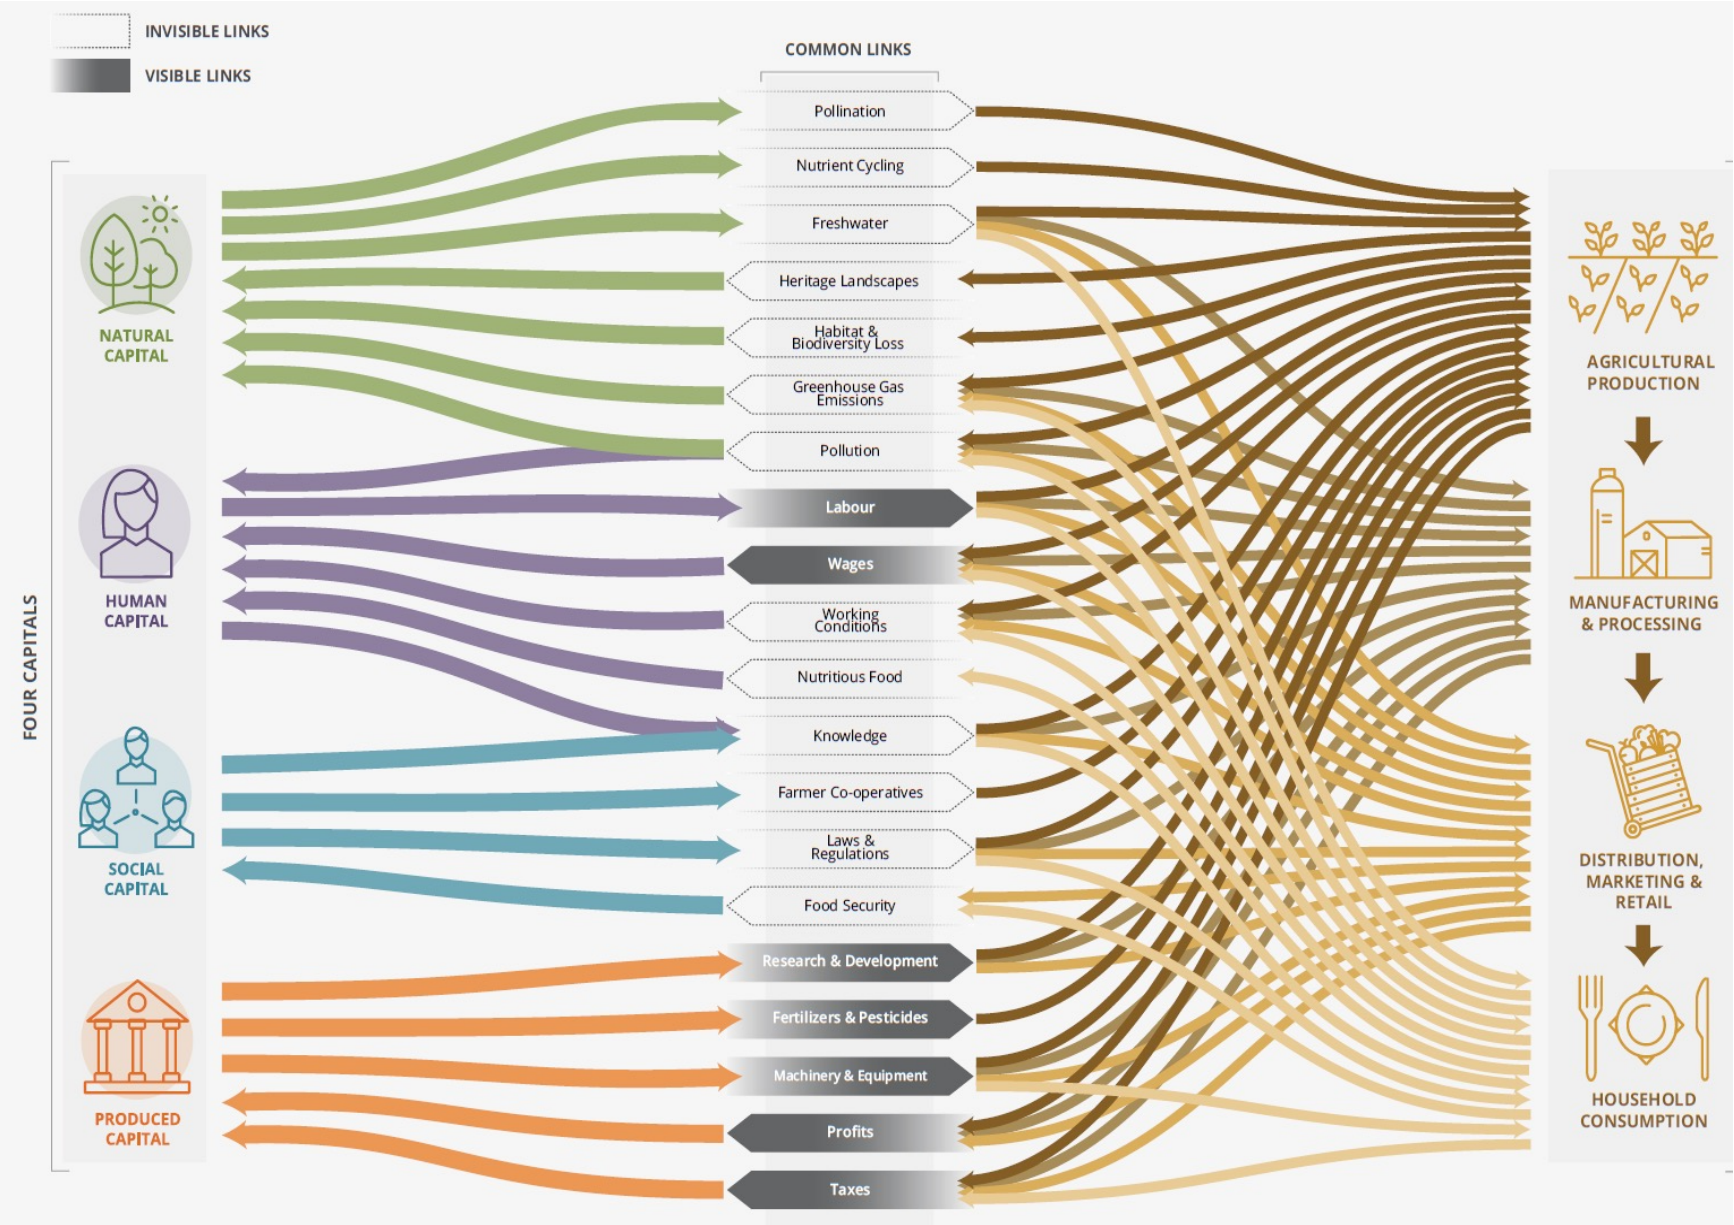 INVISIBLE LINKS
VISIBLE LINKS
COMMON LINKS
FOUR CAPITALS
NATURAL
CAPITAL
HUMAN
CAPITAL
SOCIAL
CAPITAL
PRODUCED
CAPITAL
Pollination
Nutrient Cycling
Freshwater
Heritage Landscapes
Habitat &
Biodiversity Loss
Greenhouse Gas
Emissions
Pollution
Labour
Wages
Working
Conditions
Nutritious Food
Knowledge
Farmer Co-operatives
Laws &
Regulations
Food Security
Research & Development
Fertilizers & Pesticides
Machinery & Equipment
Profits
Taxes
AGRICULTURAL
PRODUCTION
MANUFACTURING
& PROCESSING
DISTRIBUTION,
MARKETING &
RETAIL
HOUSEHOLD
CONSUMPTION